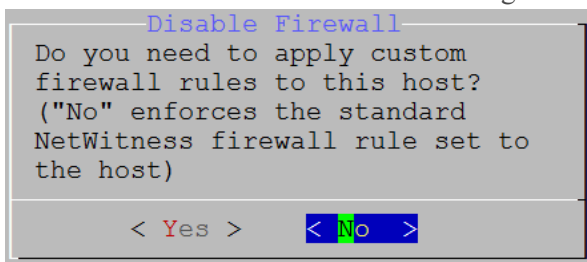 Disable Firewall
Do you need to apply custom
firewall rules to this host?
("No" enforces the standard
NetWitness firewall rule set to
the host)
< Yes > < No >